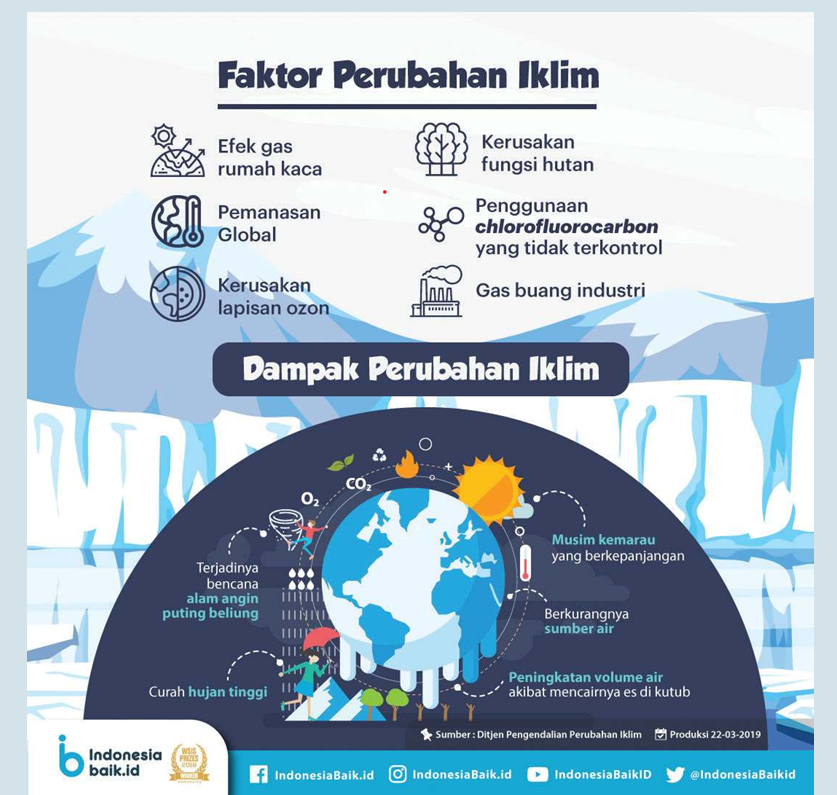 Faktor Perubahan Iklim
Efek gas
rumah kaca
Kerusakan
fungsi hutan
Pemanasan
Global
Penggunaan
chlorofluorocarbon
yang tidak terkontrol
Kerusakan
lapisan ozon
Gas buang industri
Dampak Perubahan Iklim
O2
CO2
Musim kemarau
yang berkepanjangan
Terjadinya
bencana
alam angin
puting beliung
Berkurangnya
sumber air
Curah hujan tinggi
Peningkatan volume air
akibat mencairnya es di kutub
Sumber : Ditjen Pengendalian Perubahan Iklim
Produksi 22-03-2019
Indonesia
baik.id
WSIS
PRIZES
2018
WINNER
IndonesiaBaik.id
IndonesiaBaik.id
IndonesiaBaikID
@IndonesiaBaikid